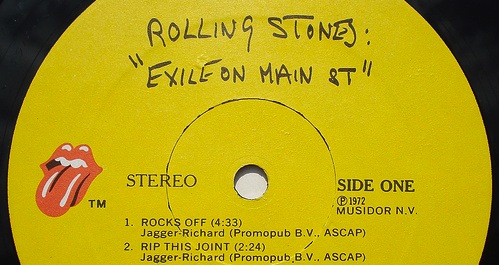 ROLLING STONES:
"EXILE ON MAIN ST"
TM
STEREO
SIDE ONE
℗ 1972
MUSIDOR N.V.
1. ROCKS OFF (4:33)
Jagger-Richard (Promopub B.V., ASCAP)
2. RIP THIS JOINT (2:24)
Jagger-Richard (Promopub B.V., ASCAP)